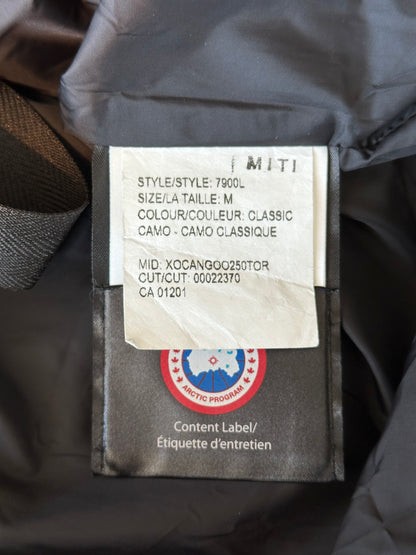 MITI
STYLE/STYLE: 7900L
SIZE/LA TAILLE: M
COLOUR/COULEUR: CLASSIC
CAMO - CAMO CLASSIQUE
MID: XOCANGOO250TOR
CUT/CUT: 00022370
CA 01201
ARCTIC PROGRAM
Content Label/
Étiquette d'entretien